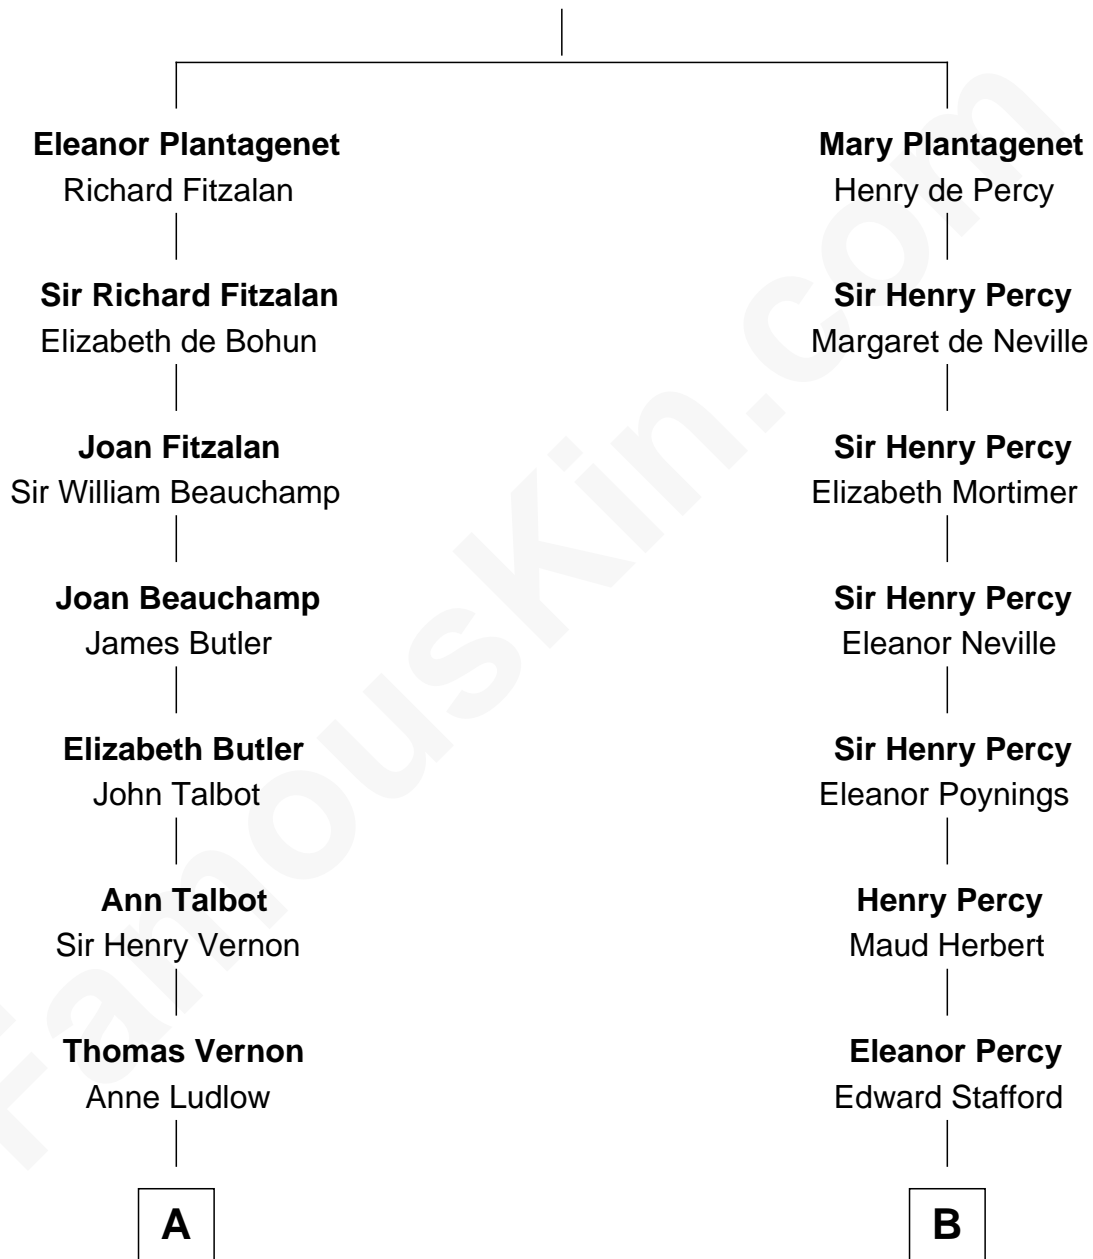 Eleanor Plantagenet
Richard Fitzalan
Sir Richard Fitzalan
Elizabeth de Bohun
Joan Fitzalan
Sir William Beauchamp
Joan Beauchamp
James Butler
Elizabeth Butler
John Talbot
Ann Talbot
Sir Henry Vernon
Thomas Vernon
Anne Ludlow
A
Mary Plantagenet
Henry de Percy
Sir Henry Percy
Margaret de Neville
Sir Henry Percy
Elizabeth Mortimer
Sir Henry Percy
Eleanor Neville
Sir Henry Percy
Eleanor Poynings
Henry Percy
Maud Herbert
Eleanor Percy
Edward Stafford
B
FamousKin.com